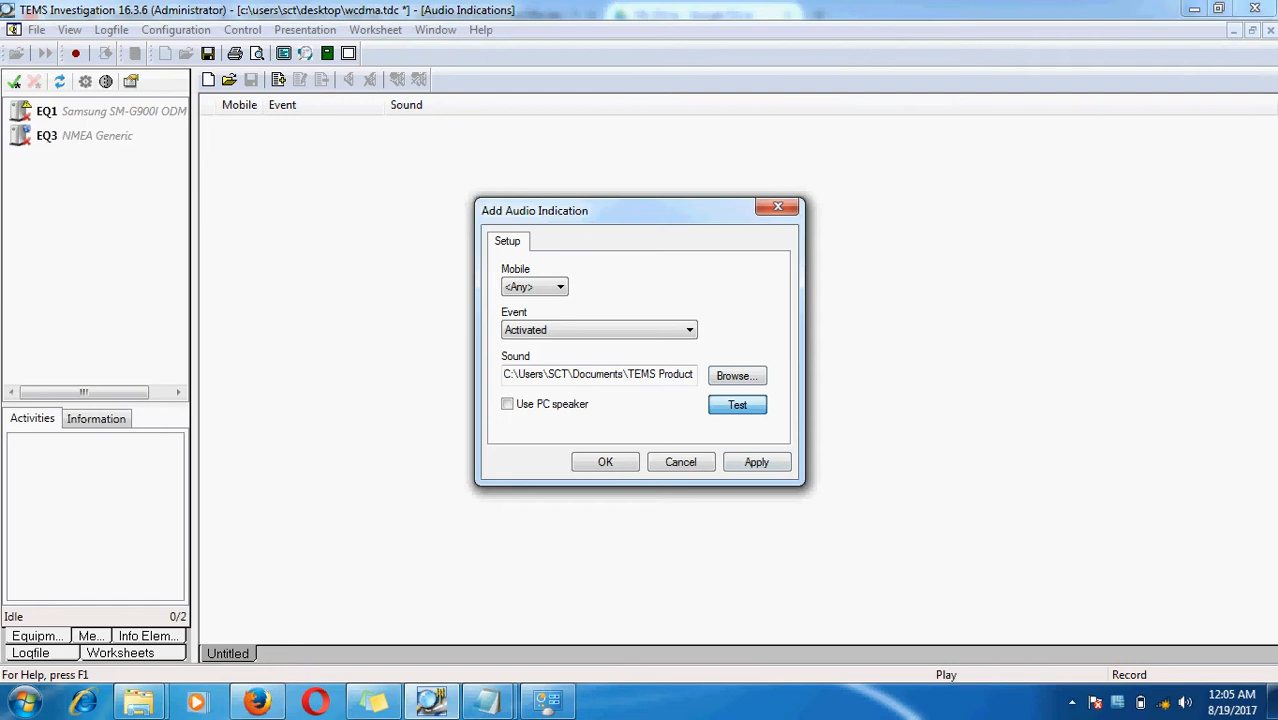 TEMS Investigation 16.3.6 (Administrator) - [c:\users\sct\desktop\wcdma.tdc *] - [Audio Indications]
File View Logfile Configuration Control Presentation Worksheet Window Help
Mobile Event Sound
EQ1 Samsung SM-G900I ODM
EQ3 NMEA Generic
Add Audio Indication
Setup
Mobile
<Any>
Event
Activated
Sound
C:\Users\SCT\Documents\TEMS Product
Browse...
Use PC speaker
Test
OK Cancel Apply
Activities Information
Idle 0/2
Equipm... Me... Info Elem...
Logfile Worksheets
Untitled
For Help, press F1
Play
Record
12:05 AM
8/19/2017